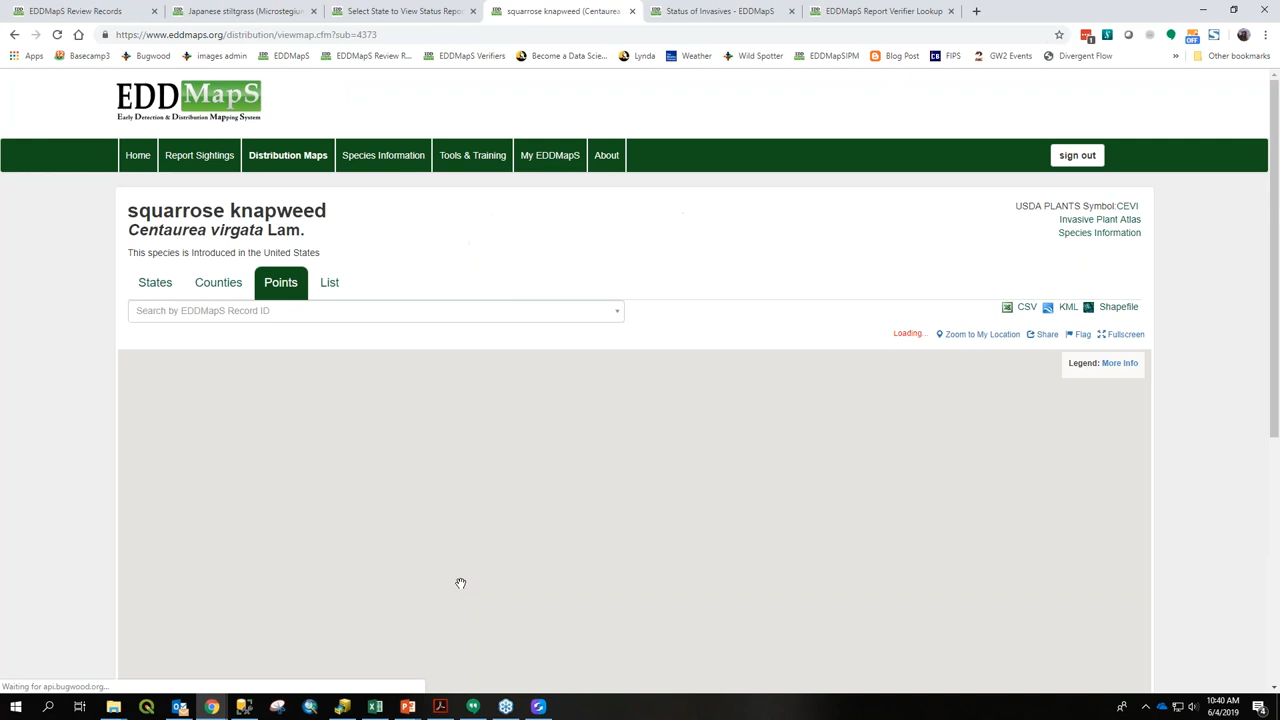 EDDMapS Review Records
Japanese stiltgrass (Microstegium
Select State to View Status Repor
squarrose knapweed (Centaurea
Status of Invasives - EDDMapS
EDDMapS Report Verifier Lookup
https://www.eddmaps.org/distribution/viewmap.cfm?sub=4373
Apps Basecamp3 Bugwood images admin EDDMapS EDDMapS Review R... EDDMapS Verifiers Become a Data Scie... Lynda Weather Wild Spotter EDDMapSIPM Blog Post FIPS GW2 Events Divergent Flow » Other bookmarks
EDDMapS
Early Detection & Distribution Mapping System
Home Report Sightings Distribution Maps Species Information Tools & Training My EDDMapS About sign out
squarrose knapweed
Centaurea virgata Lam.
This species is Introduced in the United States
USDA PLANTS Symbol:CEVI
Invasive Plant Atlas
Species Information
States Counties Points List
Search by EDDMapS Record ID
CSV KML Shapefile
Loading... Zoom to My Location Share Flag Fullscreen
Legend: More Info
Waiting for api.bugwood.org...
10:40 AM
6/4/2019